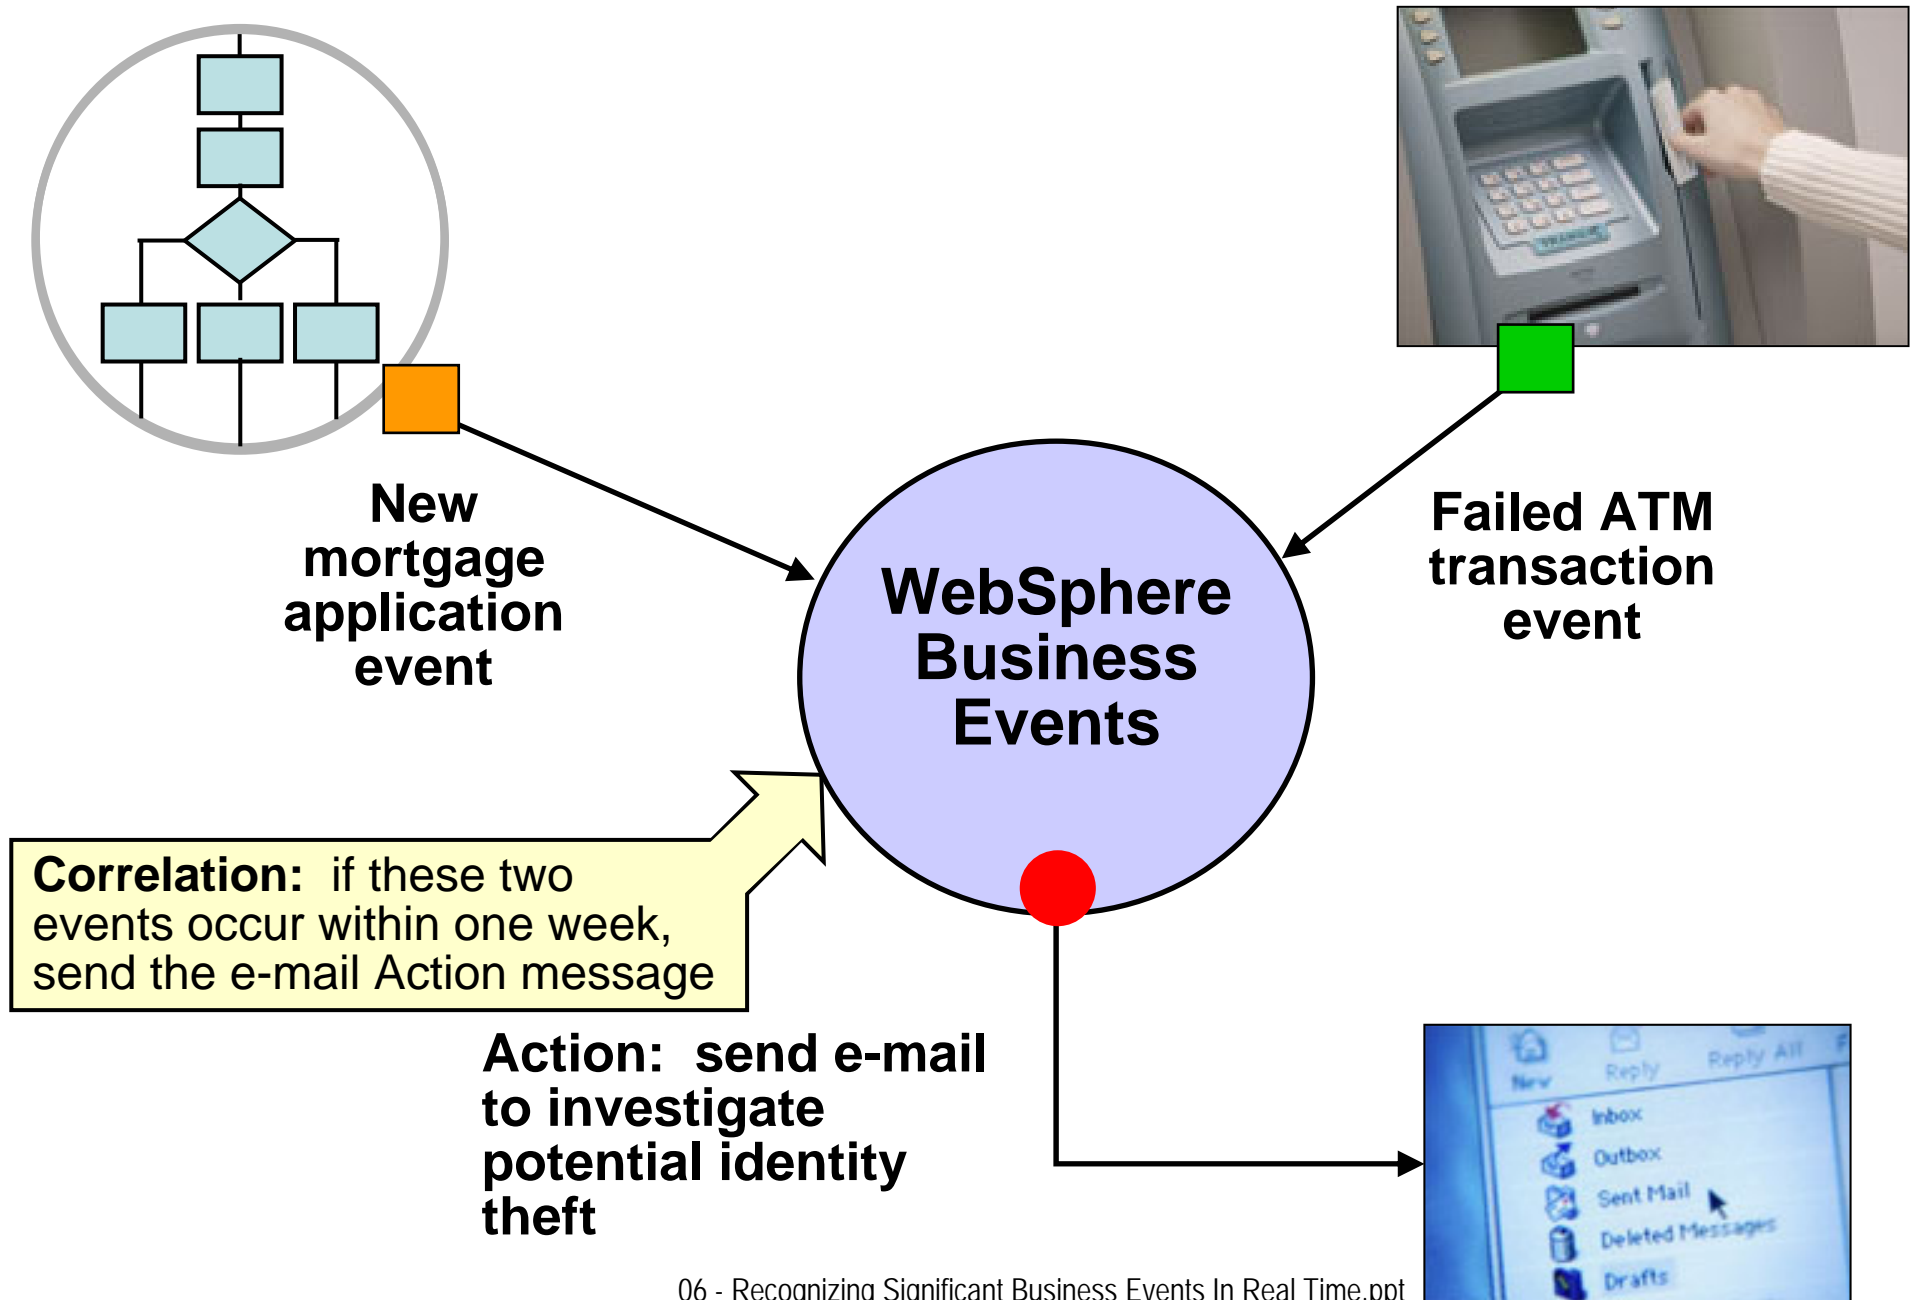 New
mortgage
application
event
Failed ATM
transaction
event
WebSphere
Business
Events
Correlation: if these two
events occur within one week,
send the e-mail Action message
Action: send e-mail
to investigate
potential identity
theft
New Reply Reply All
Inbox
Outbox
Sent Mail
Deleted Messages
Drafts
06 - Recognizing Significant Business Events In Real Time.ppt